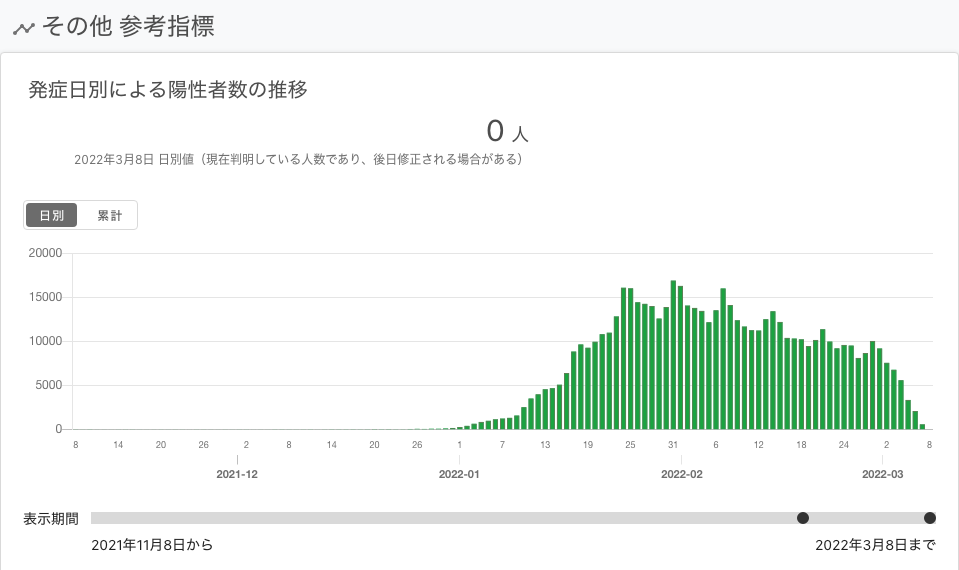 その他 参考指標
発症日別による陽性者数の推移
0 人
2022年3月8日 日別値（現在判明している人数であり、後日修正される場合がある）
日別 累計
20000
15000
10000
5000
0
8 14 20 26 2 8 14 20 26 1 7 13 19 25 31 6 12 18 24 2 8
2021-12 2022-01 2022-02 2022-03
表示期間
2021年11月8日から 2022年3月8日まで